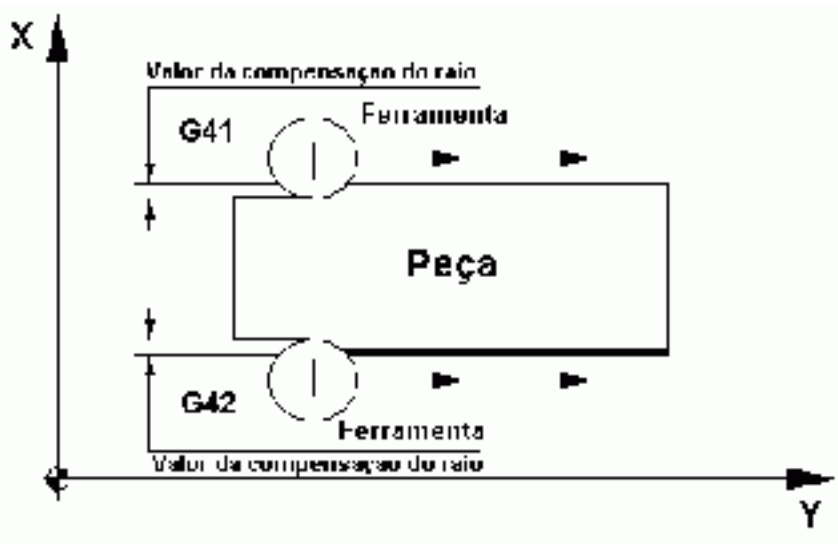 X
Valor da compensação do raio
G41
Ferramenta
Peça
G42
Ferramenta
Valor da compensação do raio
Y